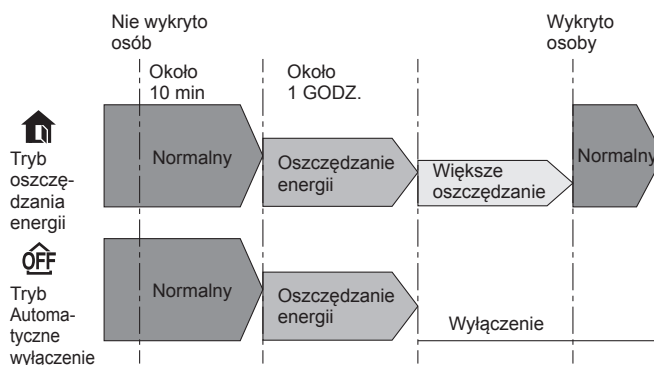 Nie wykryto
osób
Wykryto
osoby
Około
10 min
Około
1 GODZ.
Tryb
oszczę-
dzania
energii
Normalny
Oszczędzanie
energii
Większe
oszczędzanie
Normalny
OFF
Tryb
Automa-
tyczne
wyłączenie
Normalny
Oszczędzanie
energii
Wyłączenie